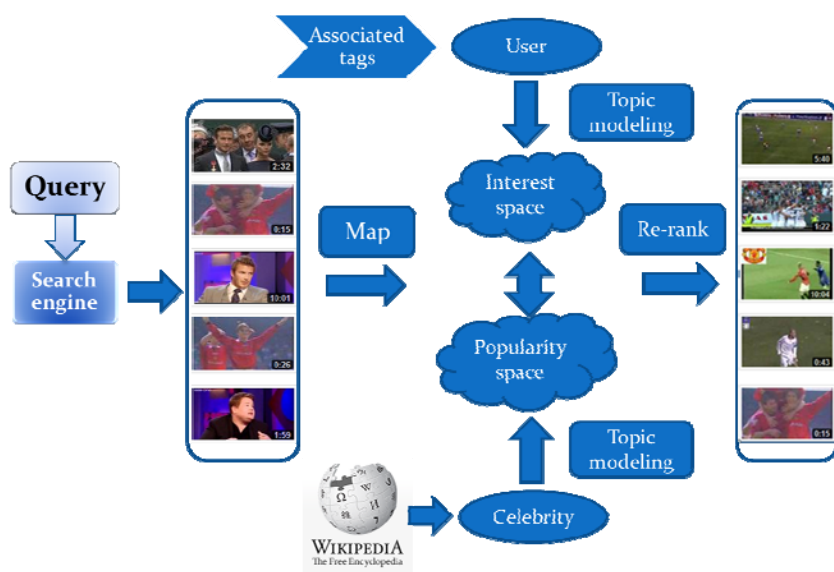 Associated
tags
User
Topic
modeling
Query
Search
engine
2:32
0:15
10:01
0:26
1:59
Map
Interest
space
Popularity
space
Re-rank
5:40
1:22
10:04
0:43
0:15
Topic
modeling
Celebrity
WIKIPEDIA
The Free Encyclopedia
Ω
W
И